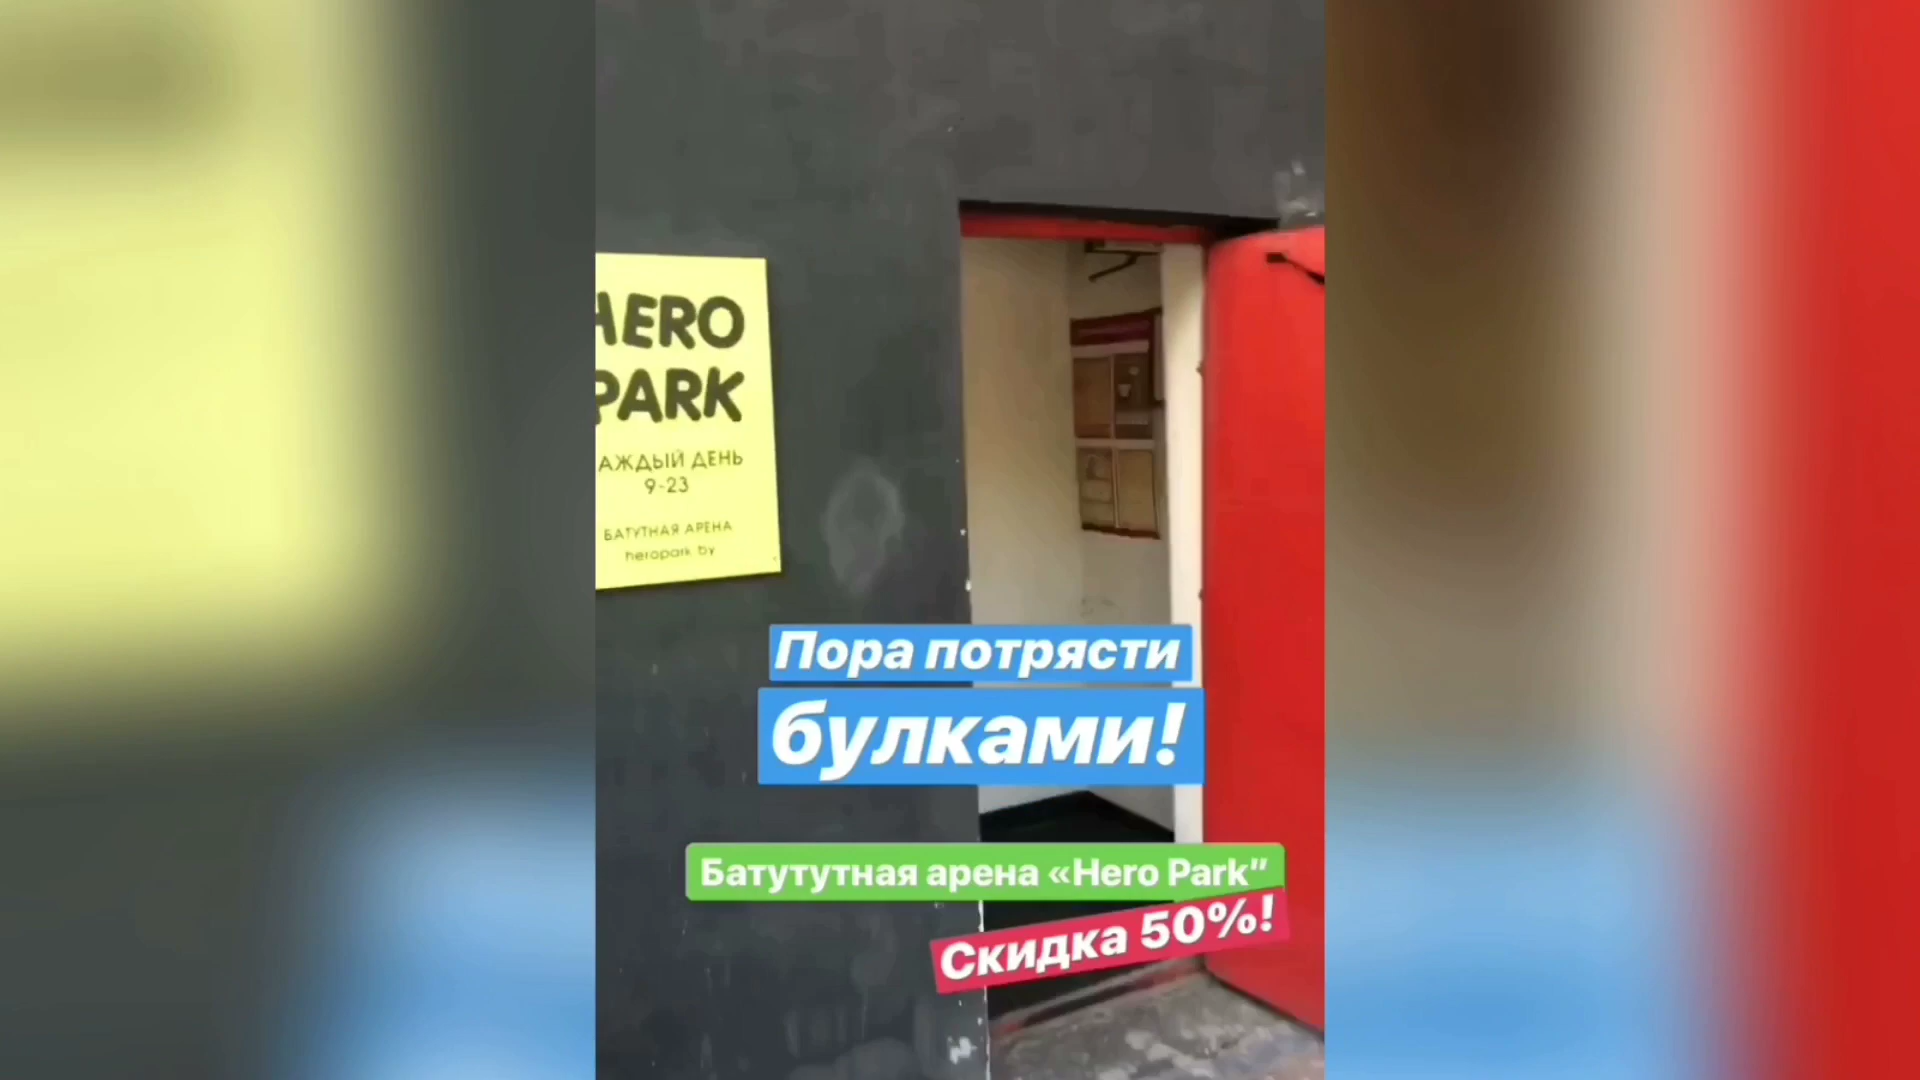 HERO
PARK
АЖДЫЙ ДЕНЬ
9-23
БАТУТНАЯ АРЕНА
heropark.by
Пора потрясти
булками!
Батутутная арена «Hero Park"
Скидка 50%!